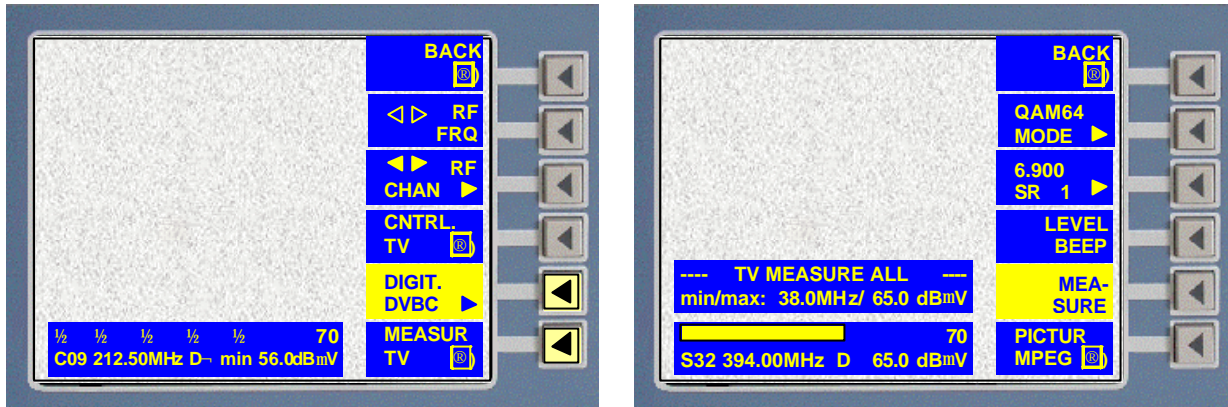 BACK
®)
◁ ▷ RF
FRQ
◀ ▶ RF
CHAN ▶
CNTRL.
TV ®)
DIGIT.
DVBC ▶
MEASUR
TV ®)
½ ½ ½ ½ ½ 70
C09 212.50MHz D¬ min 56.0dBmV
BACK
®)
QAM64
MODE ▶
6.900
SR 1 ▶
LEVEL
BEEP
---- TV MEASURE ALL ----
min/max: 38.0MHz/ 65.0 dBmV
MEA-
SURE
70
S32 394.00MHz D 65.0 dBmV
PICTUR
MPEG ®)